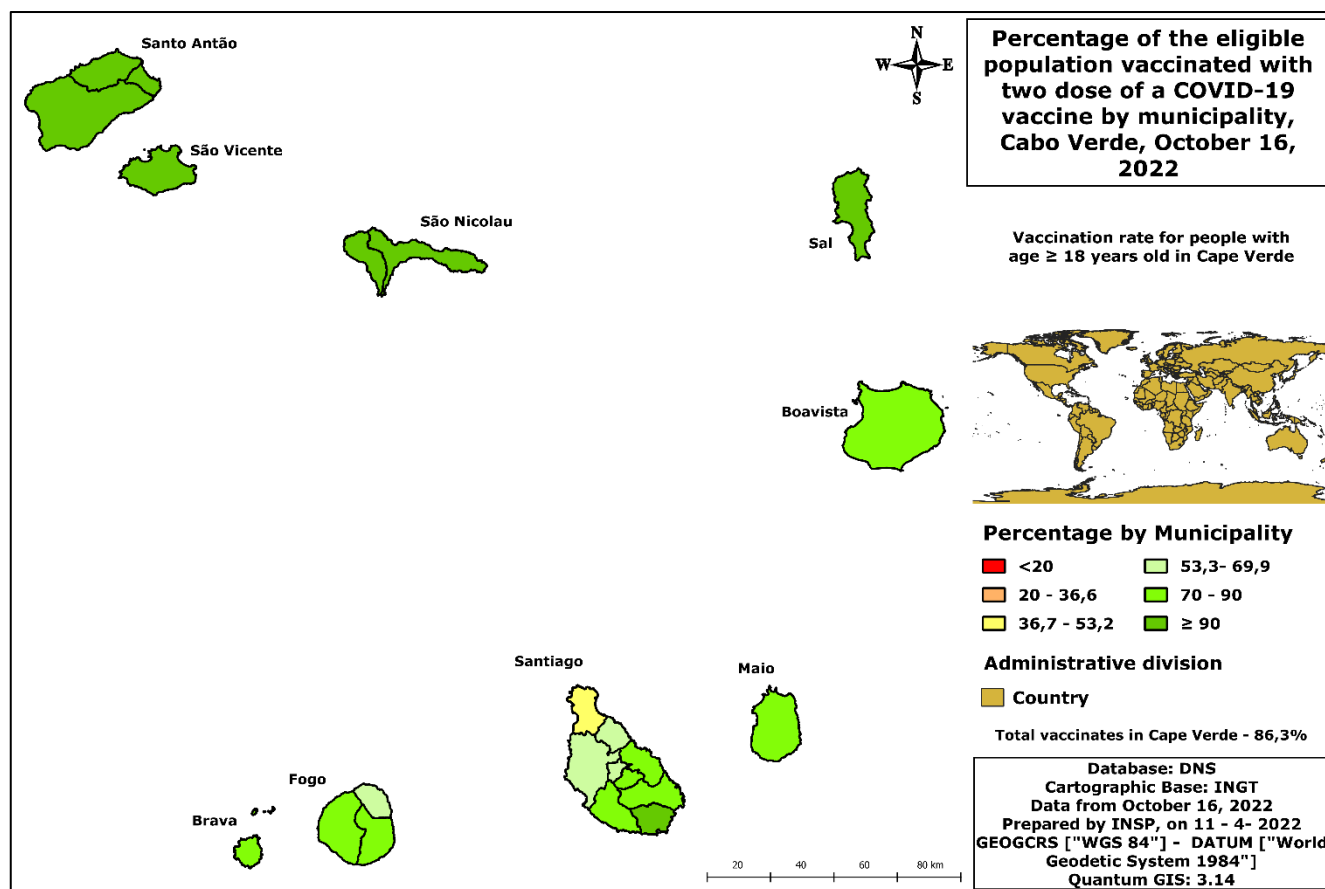 Percentage of the eligible
population vaccinated with
two dose of a COVID-19
vaccine by municipality,
Cabo Verde, October 16,
2022
Santo Antão
N
W E
S
São Vicente
São Nicolau
Sal
Vaccination rate for people with
age ≥ 18 years old in Cape Verde
Boavista
Percentage by Municipality
<20
53,3- 69,9
20 - 36,6
70 - 90
36,7 - 53,2
≥ 90
Santiago
Maio
Administrative division
Country
Total vaccinates in Cape Verde - 86,3%
Fogo
Brava
Database: DNS
Cartographic Base: INGT
Data from October 16, 2022
Prepared by INSP, on 11 - 4- 2022
GEOGCRS ["WGS 84"] - DATUM ["World
Geodetic System 1984"]
Quantum GIS: 3.14
20 40 60 80 km